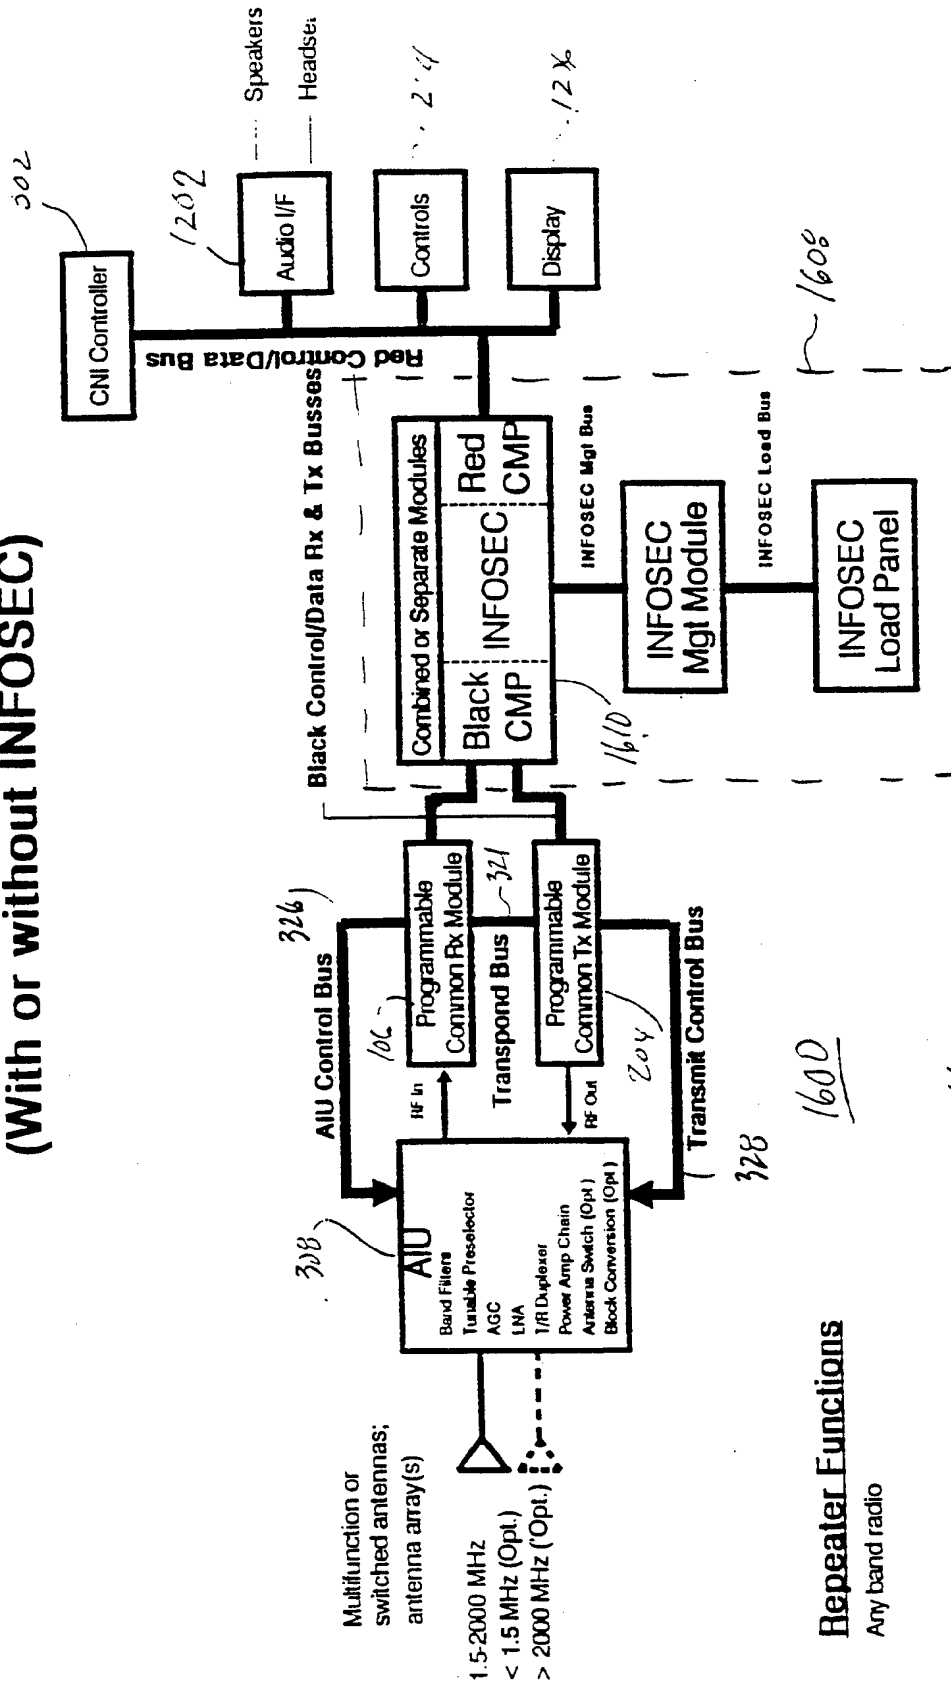 (With or without INFOSEC)
302
CNI Controller
1202
Audio I/F
Speakers
Controls
Display
Red Control/Data Bus
Black Control/Data Rx & Tx Busses
Combined or Separate Modules
Black
CMP
INFOSEC
Red
CMP
1608
1610
INFOSEC Mgt Bus
INFOSEC
Mgt Module
INFOSEC Load Bus
INFOSEC
Load Panel
326
AIU Control Bus
106
Programmable
Common Rx Module
Transpond Bus
321
Programmable
Common Tx Module
204
Transmit Control Bus
328
RF In
RF Out
308
AIU
Band Filters
Tunable Preselector
AGC
LNA
T/R Duplexer
Power Amp Chain
Antenna Switch (Opt)
Block Conversion (Opt)
Multifunction or
switched antennas;
antenna array(s)
1.5-2000 MHz
< 1.5 MHz (Opt.)
> 2000 MHz ('Opt.)
1600
Repeater Functions
Any band radio